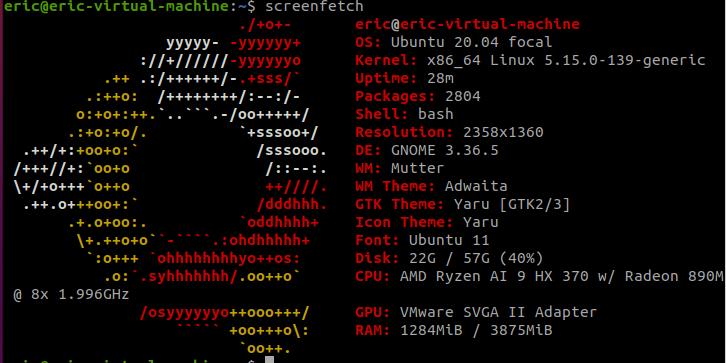 eric@eric-virtual-machine:~$ screenfetch
                          ./+o+-       eric@eric-virtual-machine
                  yyyyy- -yyyyyy+      OS: Ubuntu 20.04 focal
               ://+//////-yyyyyyo      Kernel: x86_64 Linux 5.15.0-139-generic
           .++ .:/++++++/-.+sss/`      Uptime: 28m
         .:++o:  /++++++++/:--:/-      Packages: 2804
        o:+o+:++.`..```.-/oo+++++/     Shell: bash
       .:+o:+o/.          `+sssoo+/    Resolution: 2358x1360
  .++/+:+oo+o:`             /sssooo.   DE: GNOME 3.36.5
 /+++//+:`oo+o               /::--:.   WM: Mutter
 \+/+o+++`o++o               ++////.   WM Theme: Adwaita
  .++.o+++oo+:`             /dddhhh.   GTK Theme: Yaru [GTK2/3]
       .+.o+oo:.          `oddhhhh+    Icon Theme: Yaru
        \+.++o+o``-````.:ohdhhhhh+     Font: Ubuntu 11
         `:o+++ `ohhhhhhhhyo++os:      Disk: 22G / 57G (40%)
           .o:`.syhhhhhhh/.oo++o`      CPU: AMD Ryzen AI 9 HX 370 w/ Radeon 890M
@ 8x 1.996GHz
               /osyyyyyyo++ooo+++/     GPU: VMware SVGA II Adapter
                   ````` +oo+++o\:     RAM: 1284MiB / 3875MiB
                          `oo++.
eric@eric-virtual-machine:~$